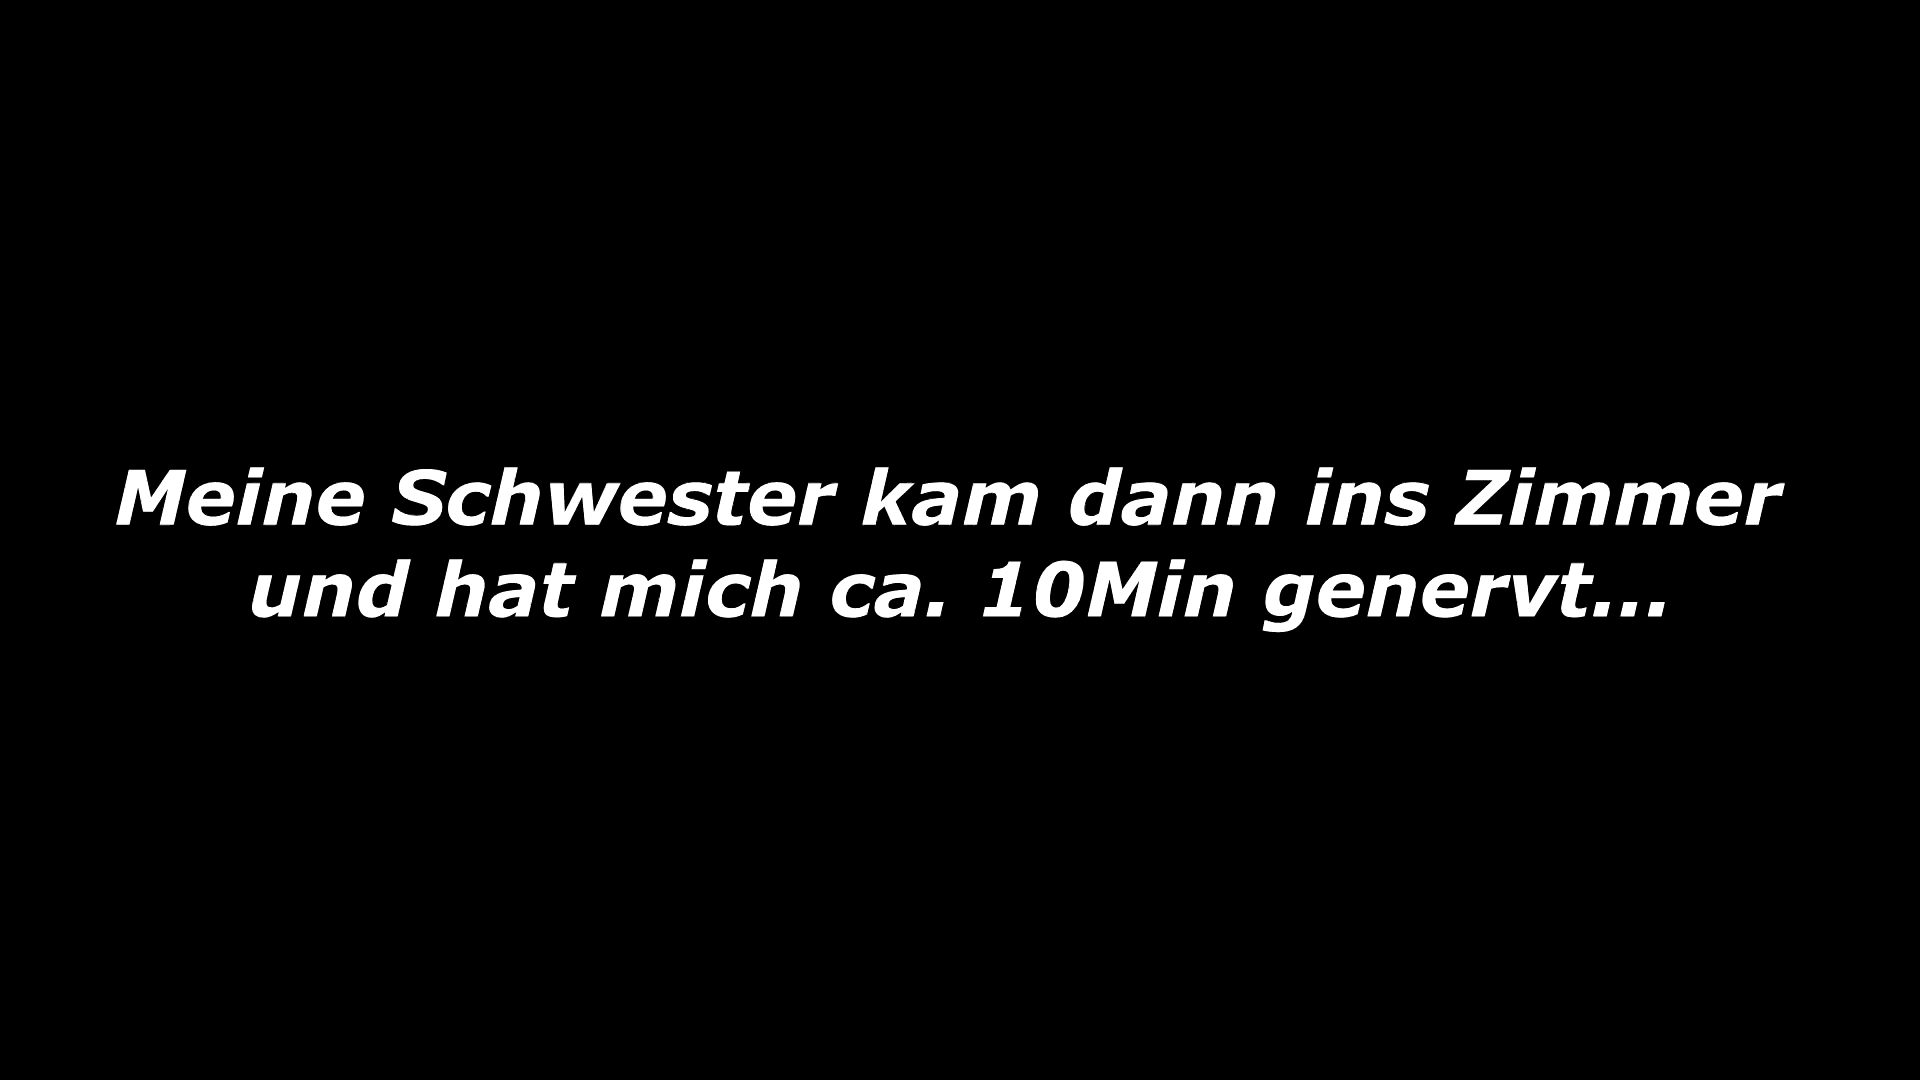 Meine Schwester kam dann ins Zimmer
und hat mich ca. 10Min genervt...